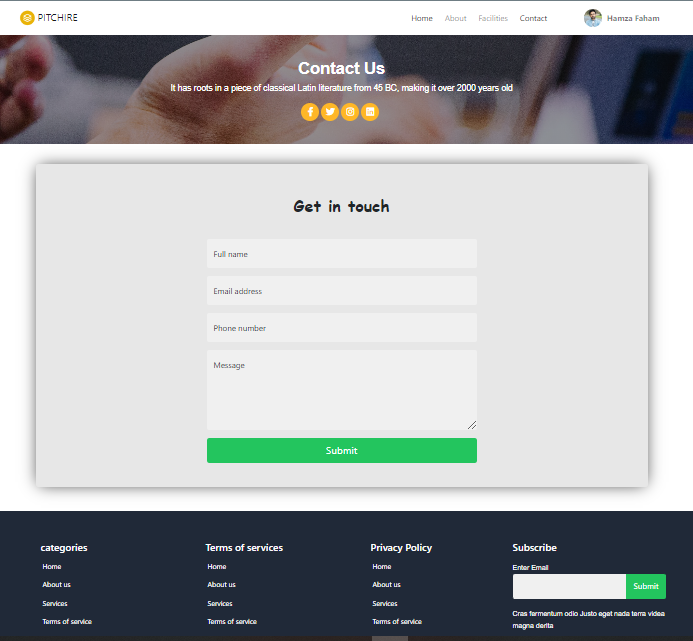 PITCHIRE
Home About Facilities Contact Hamza Faham
Contact Us
It has roots in a piece of classical Latin literature from 45 BC, making it over 2000 years old
Get in touch
Full name
Email address
Phone number
Message
Submit
categories
Home
About us
Services
Terms of service
Terms of services
Home
About us
Services
Terms of service
Privacy Policy
Home
About us
Services
Terms of service
Subscribe
Enter Email
Submit
Cras fermentum odio Justo eget nada terra videa
magna derita